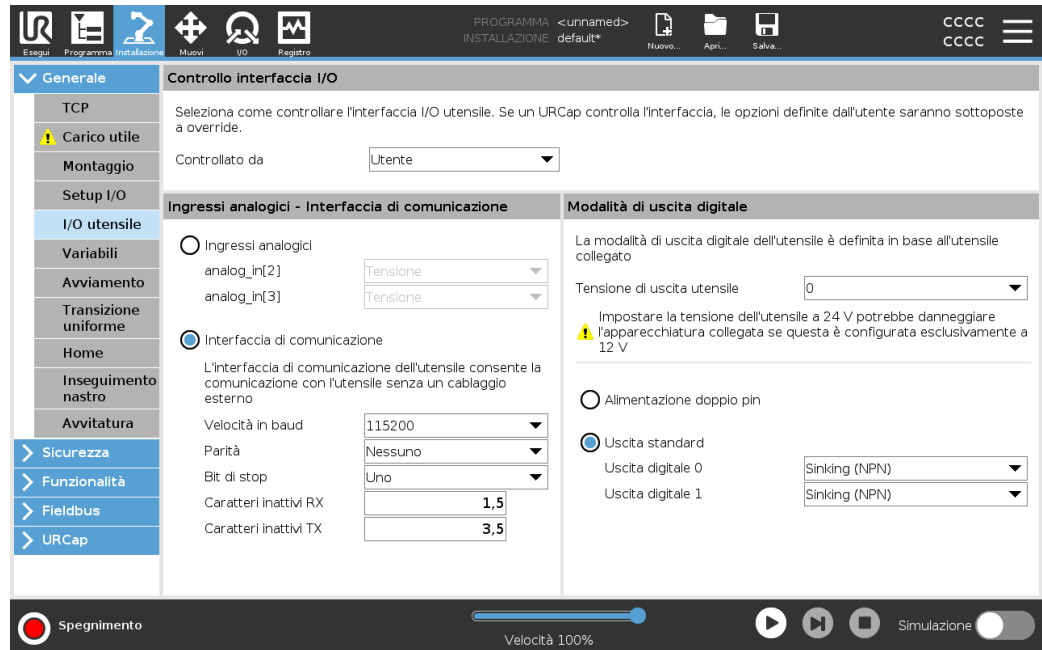 PROGRAMMA <unnamed>
INSTALLAZIONE default*
CCCC
CCCC
Esegui Programma Installazione Muovi I/O Registro Nuovo... Apri... Salva...
Generale
TCP
Carico utile
Montaggio
Setup I/O
I/O utensile
Variabili
Avviamento
Transizione
uniforme
Home
Inseguimento
nastro
Avvitatura
Sicurezza
Funzionalità
Fieldbus
URCap
Controllo interfaccia I/O
Seleziona come controllare l'interfaccia I/O utensile. Se un URCap controlla l'interfaccia, le opzioni definite dall'utente saranno sottoposte
a override.
Controllato da Utente
Ingressi analogici - Interfaccia di comunicazione
Ingressi analogici
analog_in[2] Tensione
analog_in[3] Tensione
Interfaccia di comunicazione
L'interfaccia di comunicazione dell'utensile consente la
comunicazione con l'utensile senza un cablaggio
esterno
Velocità in baud 115200
Parità Nessuno
Bit di stop Uno
Caratteri inattivi RX 1,5
Caratteri inattivi TX 3,5
Modalità di uscita digitale
La modalità di uscita digitale dell'utensile è definita in base all'utensile
collegato
Tensione di uscita utensile 0
Impostare la tensione dell'utensile a 24 V potrebbe danneggiare
l'apparecchiatura collegata se questa è configurata esclusivamente a
12 V
Alimentazione doppio pin
Uscita standard
Uscita digitale 0 Sinking (NPN)
Uscita digitale 1 Sinking (NPN)
Spegnimento
Velocità 100%
Simulazione